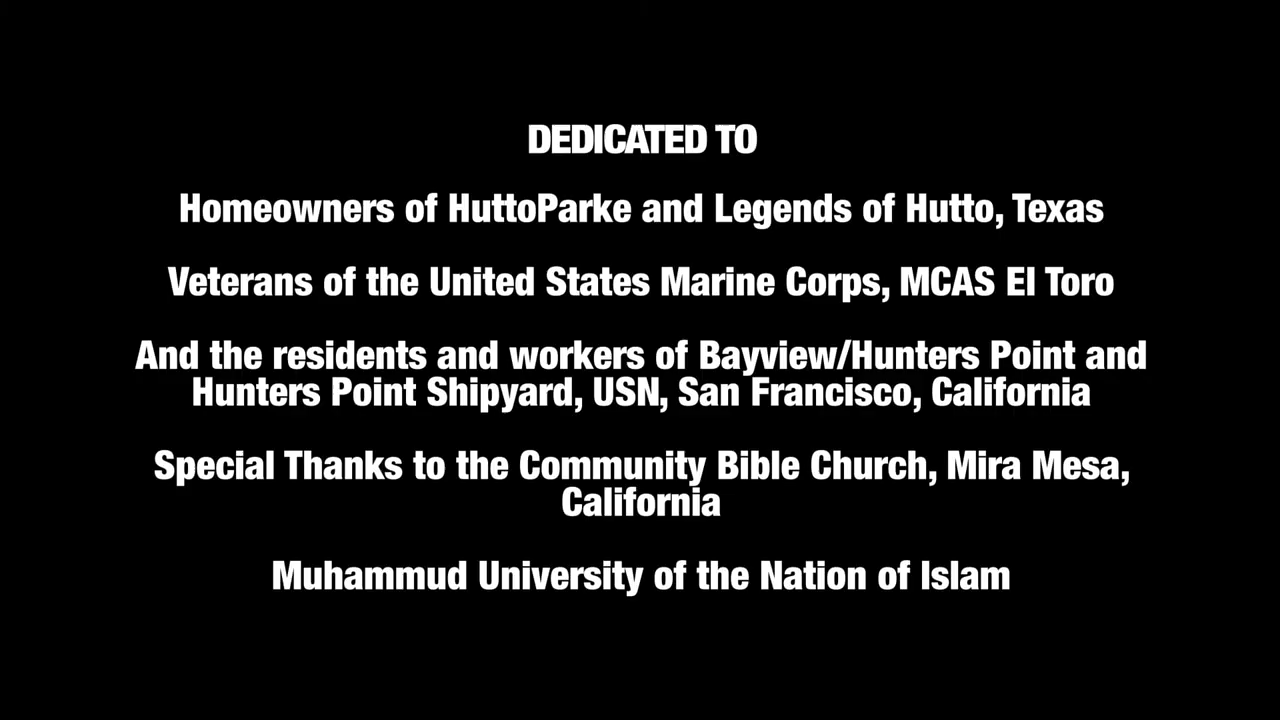 DEDICATED TO
Homeowners of HuttoParke and Legends of Hutto, Texas
Veterans of the United States Marine Corps, MCAS El Toro
And the residents and workers of Bayview/Hunters Point and
Hunters Point Shipyard, USN, San Francisco, California
Special Thanks to the Community Bible Church, Mira Mesa,
California
Muhammud University of the Nation of Islam